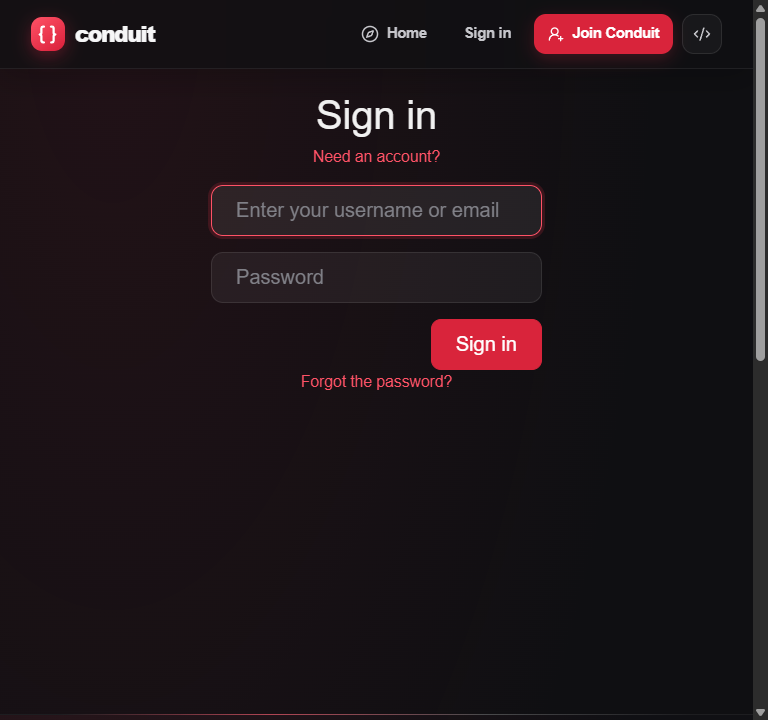 { } conduit
Home
Sign in
Join Conduit
</>
Sign in
Need an account?
Enter your username or email
Password
Sign in
Forgot the password?